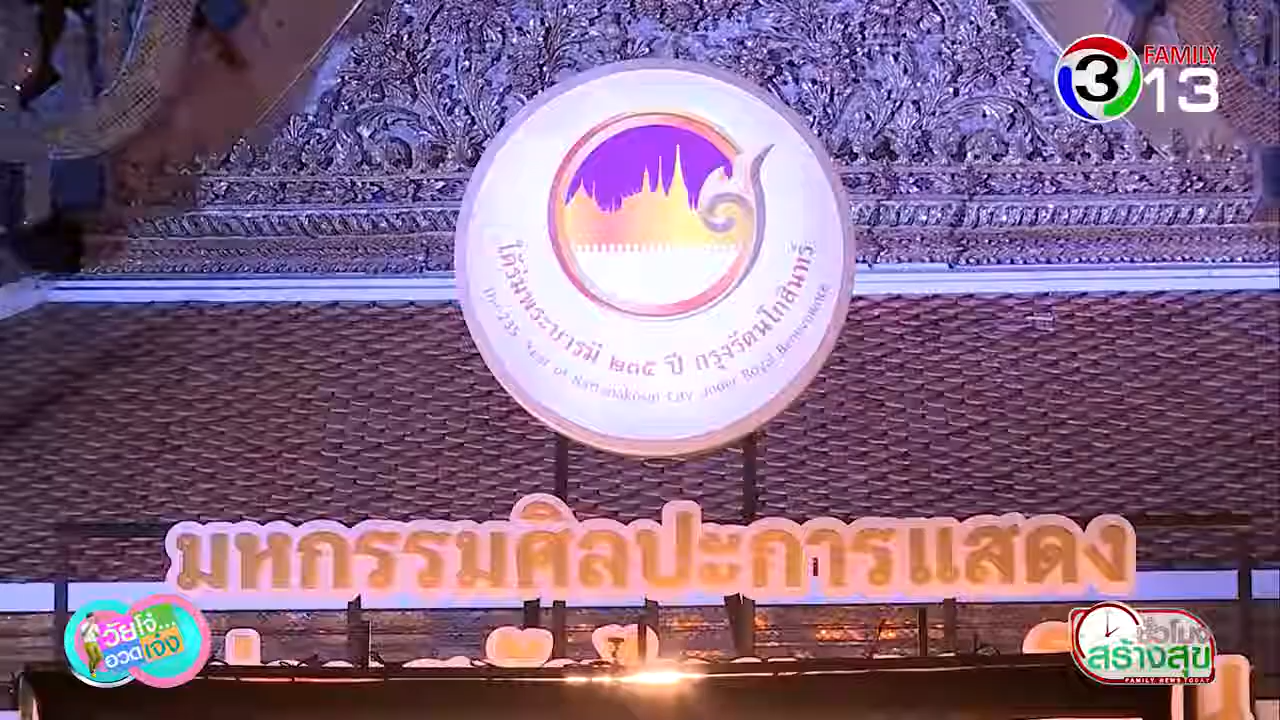 3 FAMILY
13
ใต้ร่มพระบารมี ๒๓๕ ปี กรุงรัตนโกสินทร์
235 Year of Rattanakosin City under Royal Benevolence
มหกรรมศิลปะการแสดง
วัยโจ๋...
อวดเจ๋ง
ชั่วโมง
สร้างสุข
FAMILY NEWS TODAY